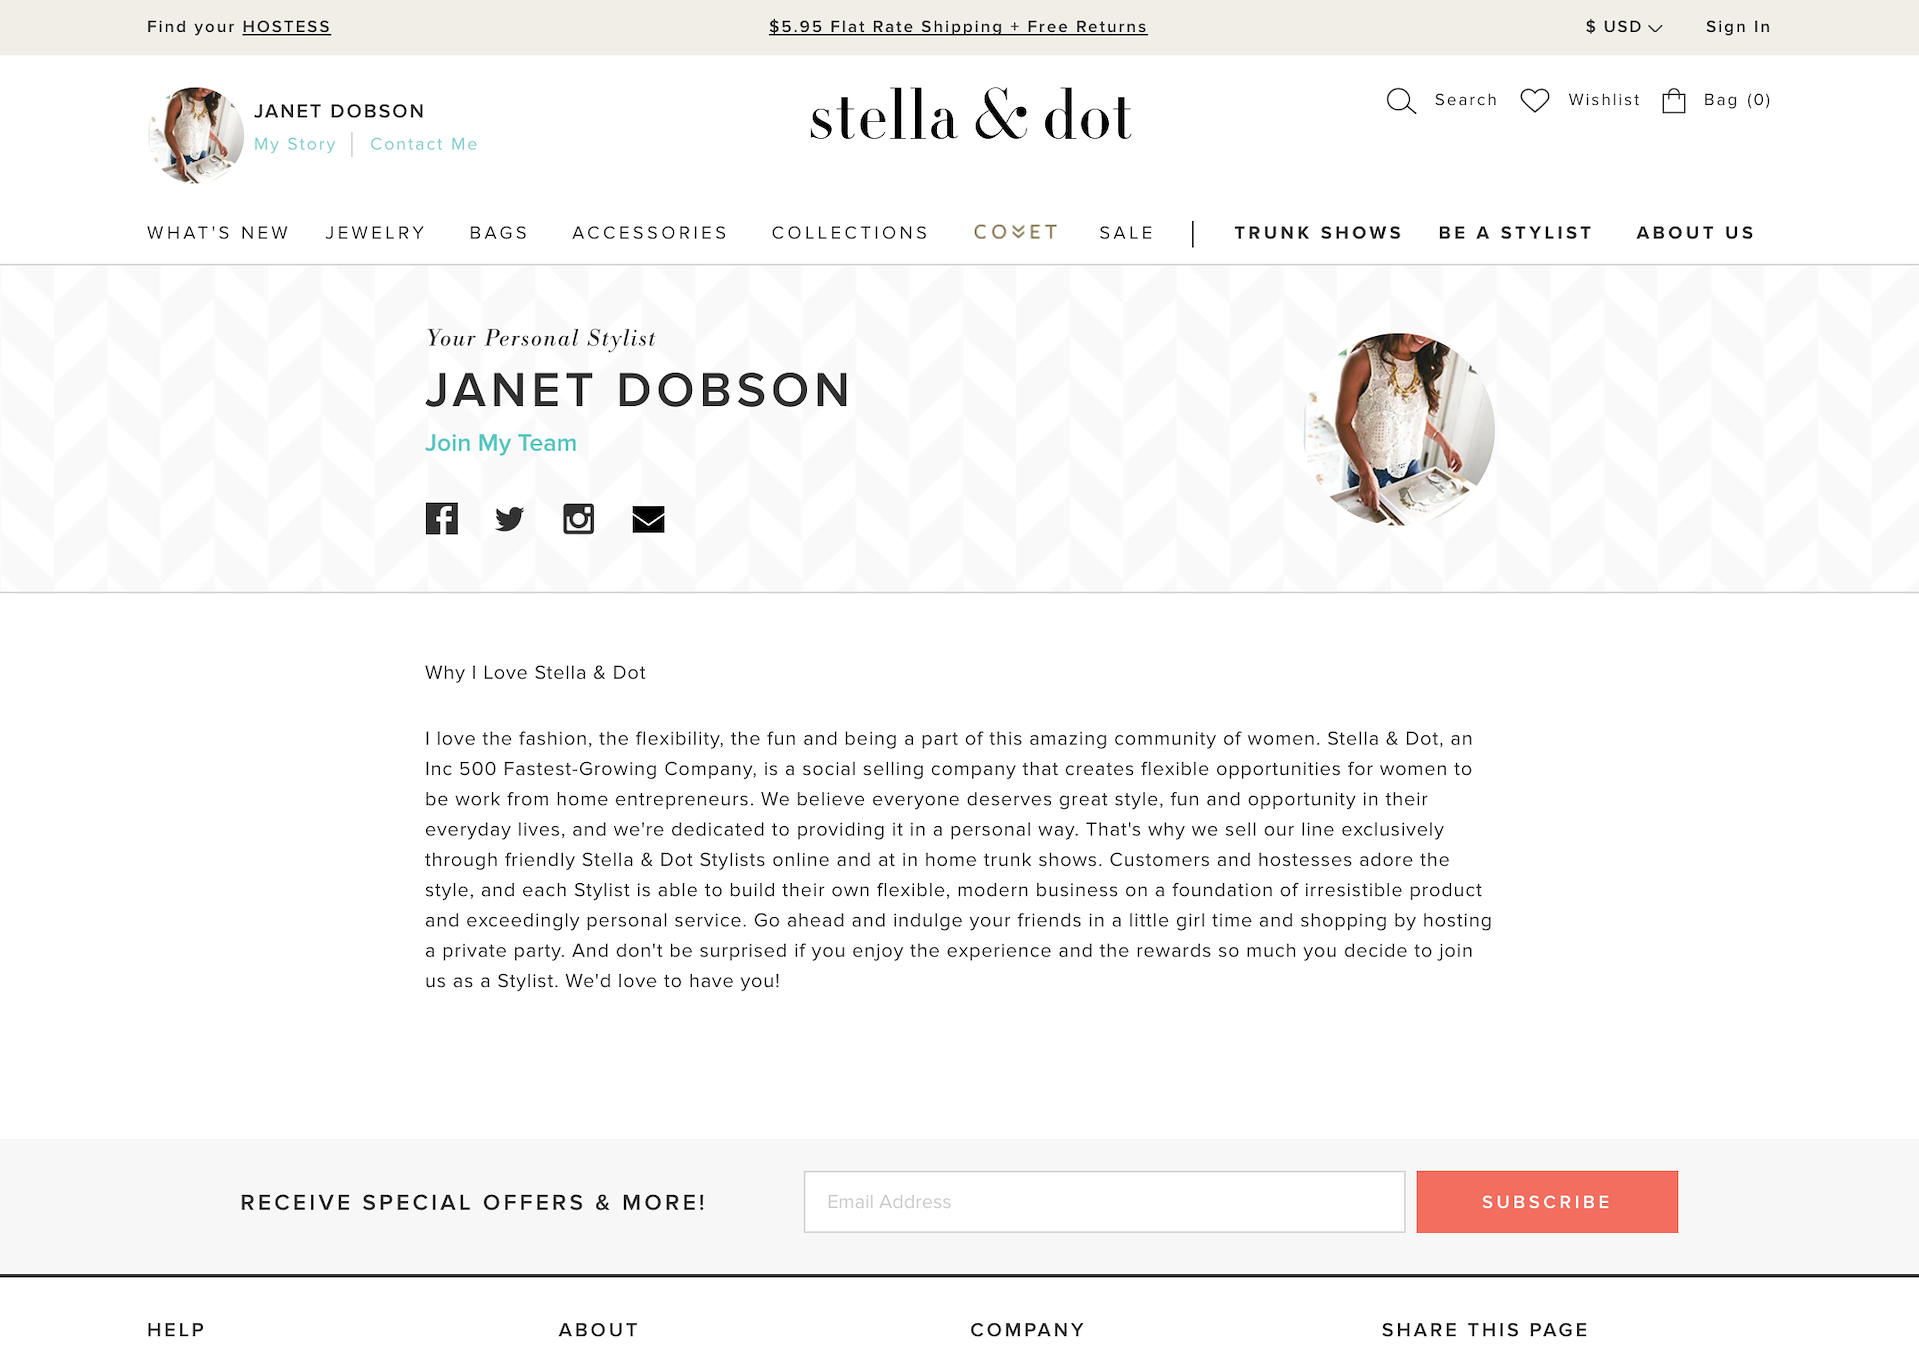 Find your HOSTESS
$5.95 Flat Rate Shipping + Free Returns
$ USD
Sign In
JANET DOBSON
My Story
Contact Me
stella & dot
Search
Wishlist
Bag (0)
WHAT'S NEW
JEWELRY
BAGS
ACCESSORIES
COLLECTIONS
COVET
SALE
TRUNK SHOWS
BE A STYLIST
ABOUT US
Your Personal Stylist
JANET DOBSON
Join My Team
Why I Love Stella & Dot
I love the fashion, the flexibility, the fun and being a part of this amazing community of women. Stella & Dot, an
Inc 500 Fastest-Growing Company, is a social selling company that creates flexible opportunities for women to
be work from home entrepreneurs. We believe everyone deserves great style, fun and opportunity in their
everyday lives, and we're dedicated to providing it in a personal way. That's why we sell our line exclusively
through friendly Stella & Dot Stylists online and at in home trunk shows. Customers and hostesses adore the
style, and each Stylist is able to build their own flexible, modern business on a foundation of irresistible product
and exceedingly personal service. Go ahead and indulge your friends in a little girl time and shopping by hosting
a private party. And don't be surprised if you enjoy the experience and the rewards so much you decide to join
us as a Stylist. We'd love to have you!
RECEIVE SPECIAL OFFERS & MORE!
Email Address
SUBSCRIBE
HELP
ABOUT
COMPANY
SHARE THIS PAGE